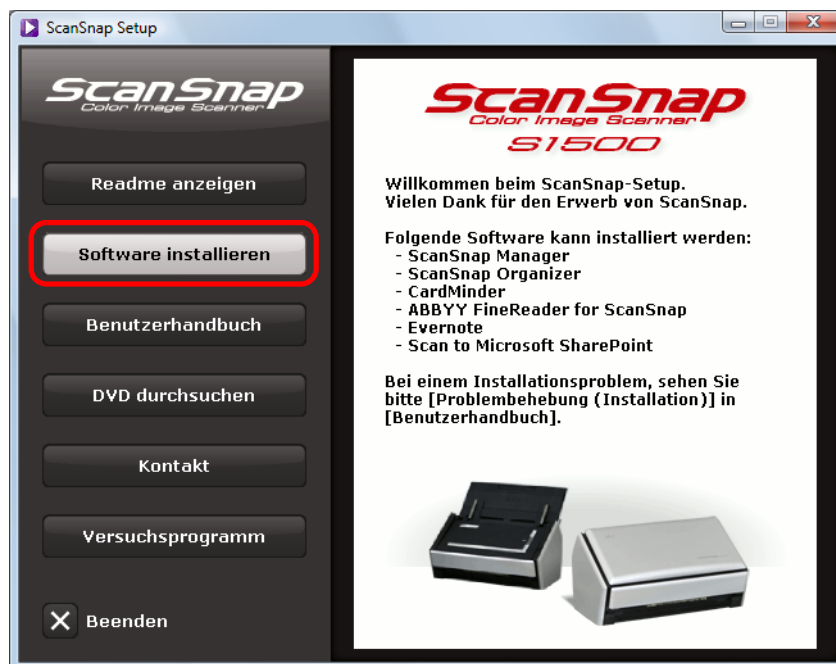 ScanSnap Setup
ScanSnap
Color Image Scanner
Readme anzeigen
Software installieren
Benutzerhandbuch
DVD durchsuchen
Kontakt
Versuchsprogramm
Beenden
ScanSnap
Color Image Scanner
S1500
Willkommen beim ScanSnap-Setup.
Vielen Dank für den Erwerb von ScanSnap.
Folgende Software kann installiert werden:
- ScanSnap Manager
- ScanSnap Organizer
- CardMinder
- ABBYY FineReader for ScanSnap
- Evernote
- Scan to Microsoft SharePoint
Bei einem Installationsproblem, sehen Sie
bitte [Problembehebung (Installation)] in
[Benutzerhandbuch].